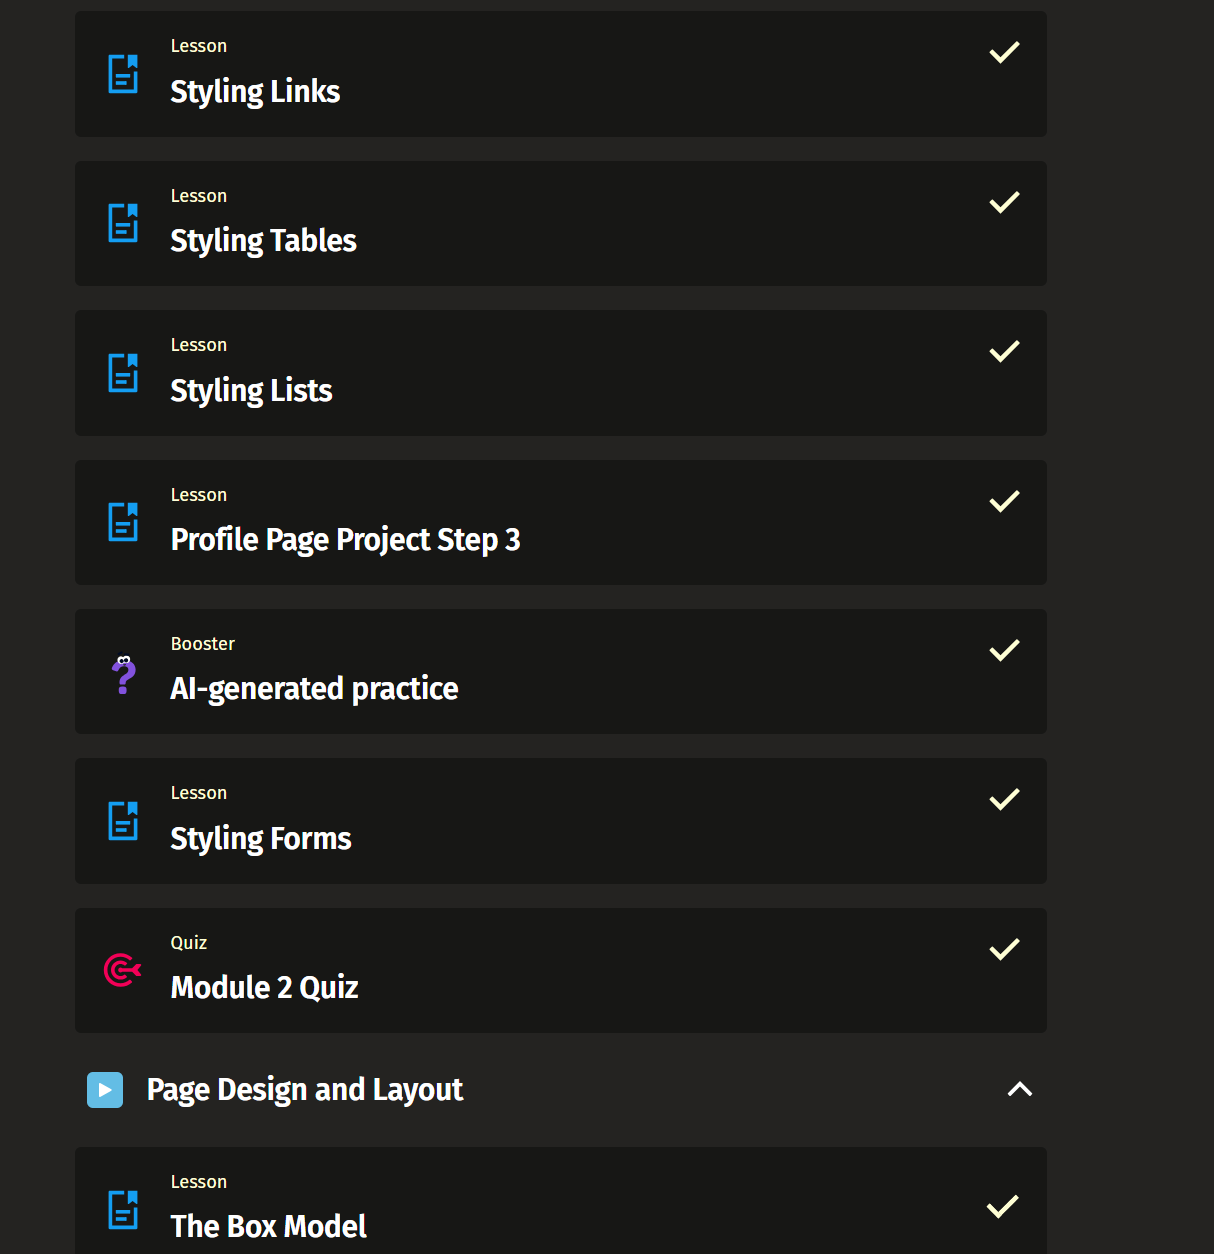 Lesson
Styling Links
Lesson
Styling Tables
Lesson
Styling Lists
Lesson
Profile Page Project Step 3
Booster
AI-generated practice
Lesson
Styling Forms
Quiz
Module 2 Quiz
Page Design and Layout
Lesson
The Box Model